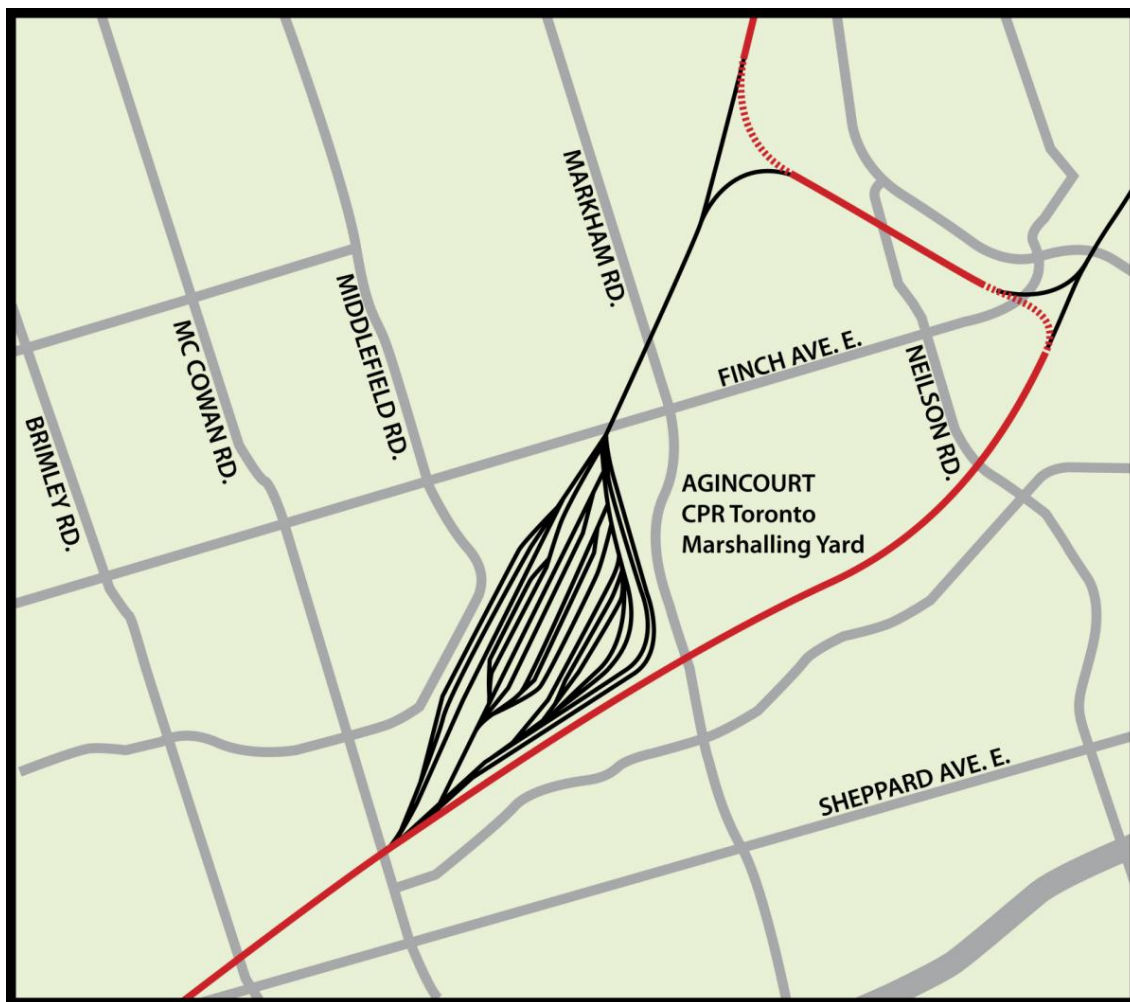 MARKHAM RD.
MIDDLEFIELD RD.
MC COWAN RD.
BRIMLEY RD.
FINCH AVE. E.
NEILSON RD.
AGINCOURT
CPR Toronto
Marshalling Yard
SHEPPARD AVE. E.